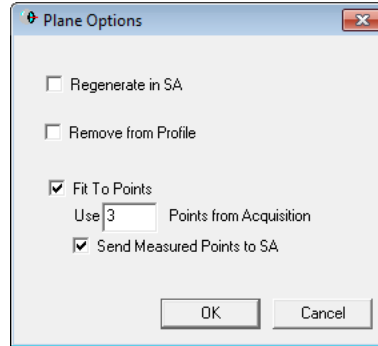 Plane Options
Regenerate in SA
Remove from Profile
Fit To Points
Use 3 Points from Acquisition
Send Measured Points to SA
OK Cancel